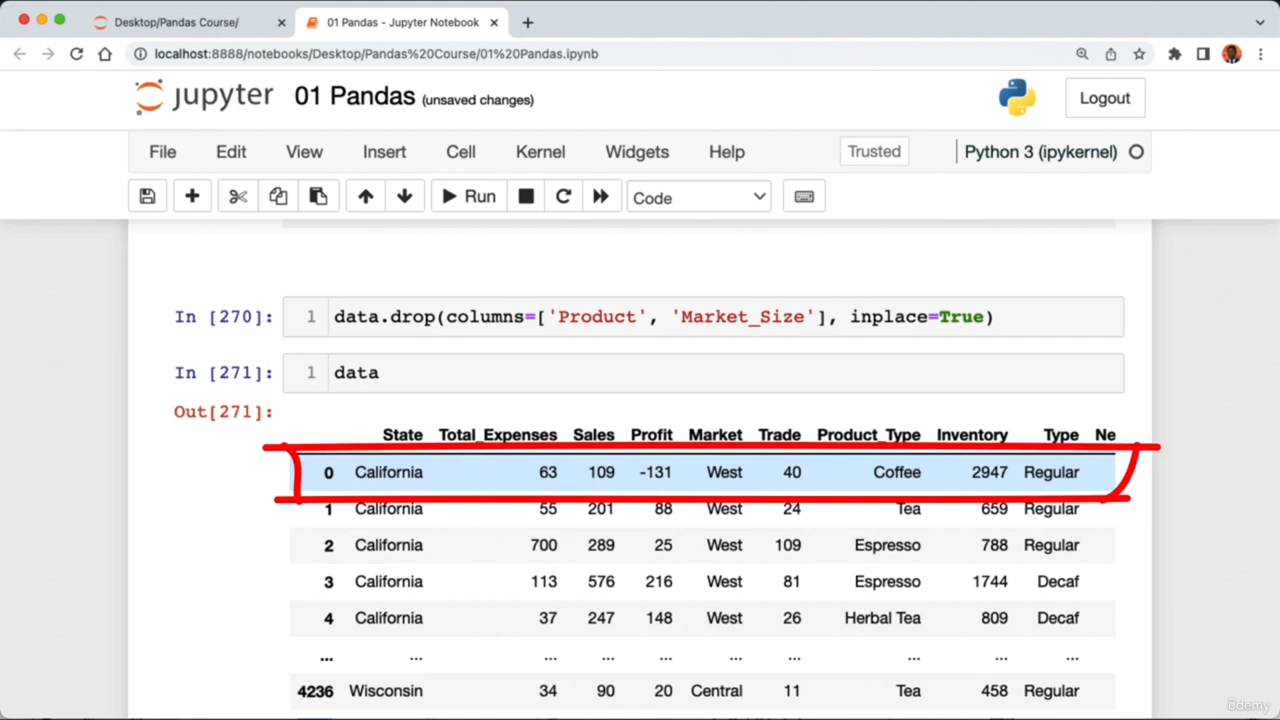 Desktop/Pandas Course/
01 Pandas - Jupyter Notebook
localhost:8888/notebooks/Desktop/Pandas%20Course/01%20Pandas.ipynb
jupyter 01 Pandas (unsaved changes)
Logout
File Edit View Insert Cell Kernel Widgets Help Trusted Python 3 (ipykernel)
Run Code
In [270]: 1 data.drop(columns=['Product', 'Market_Size'], inplace=True)
In [271]: 1 data
Out[271]:
State Total_Expenses Sales Profit Market Trade Product_Type Inventory Type Ne
0 California 63 109 -131 West 40 Coffee 2947 Regular
1 California 55 201 88 West 24 Tea 659 Regular
2 California 700 289 25 West 109 Espresso 788 Regular
3 California 113 576 216 West 81 Espresso 1744 Decaf
4 California 37 247 148 West 26 Herbal Tea 809 Decaf
... ... ... ... ... ... ... ... ... ...
4236 Wisconsin 34 90 20 Central 11 Tea 458 Regular
ûdemy